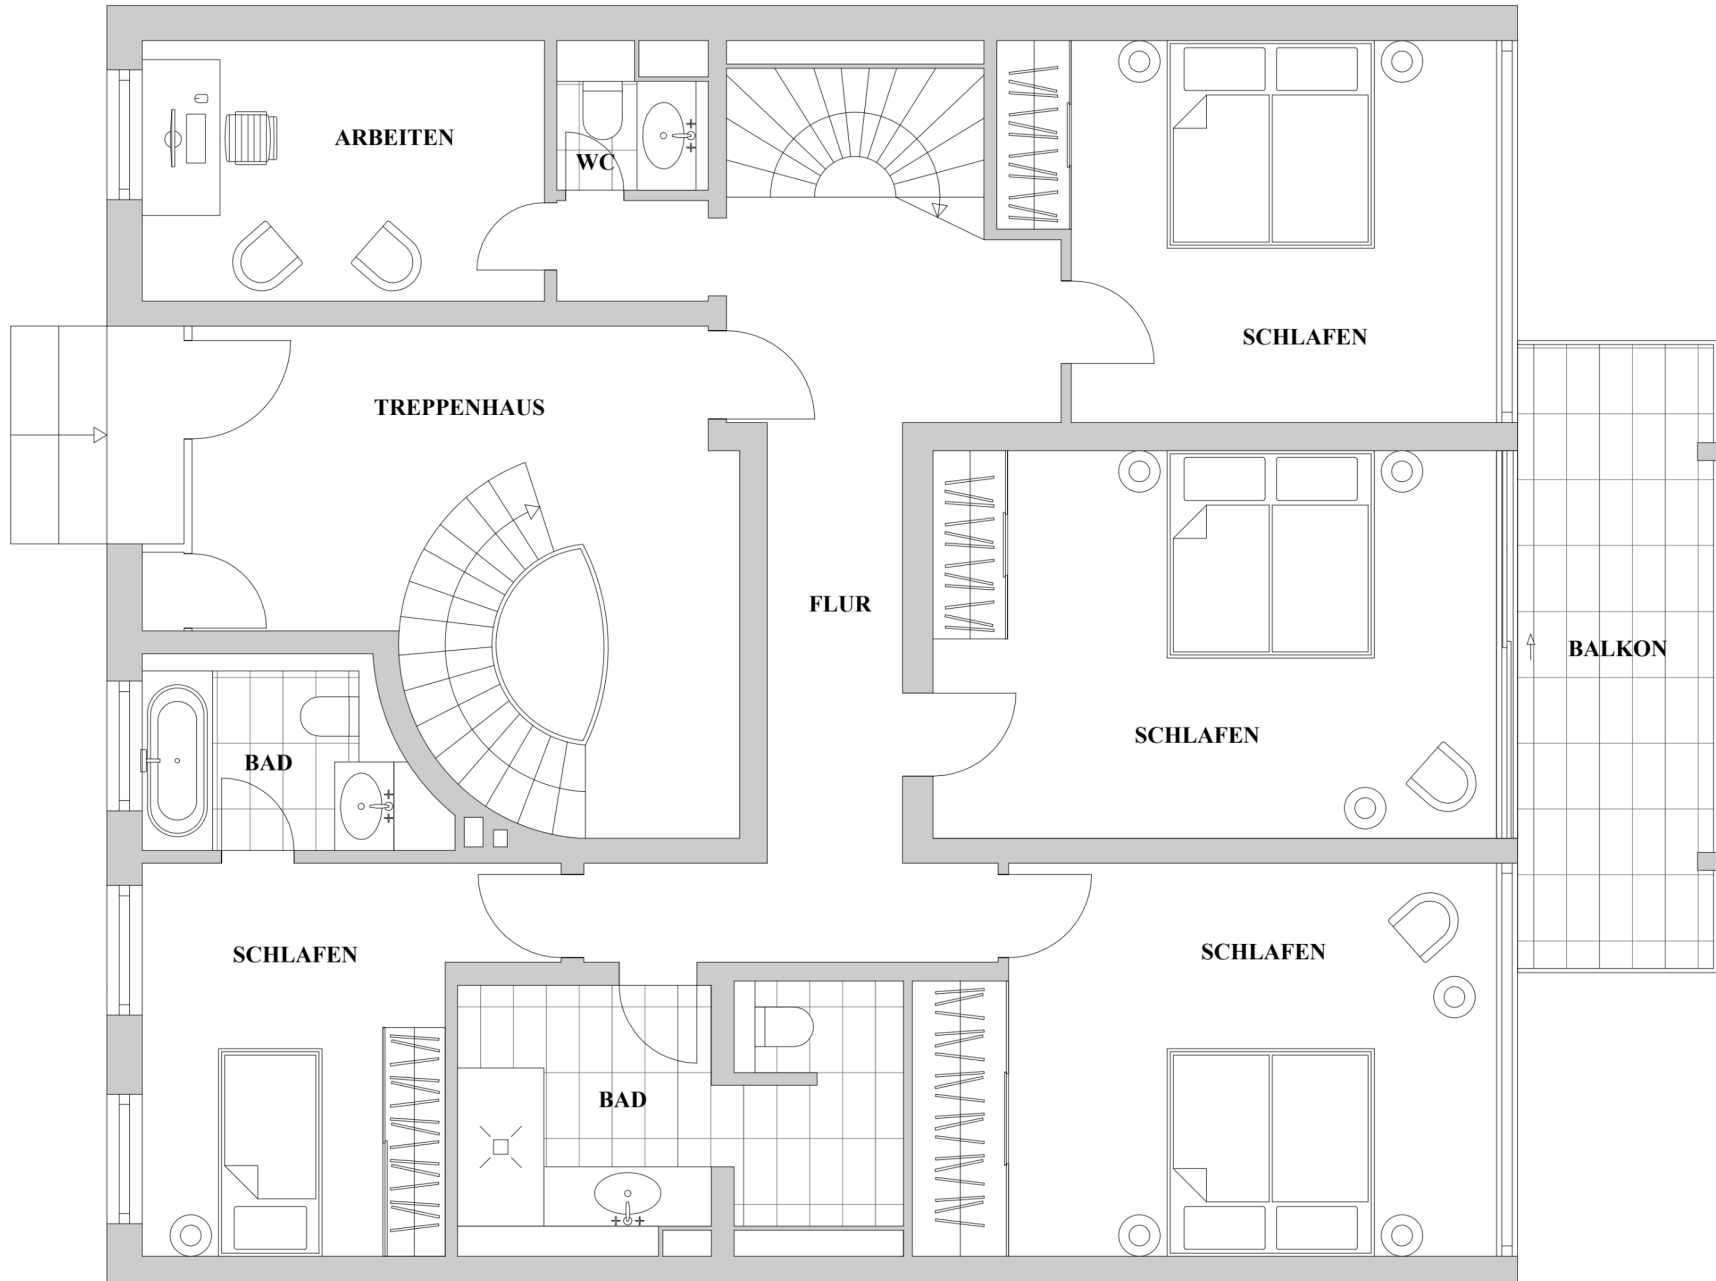 ARBEITEN
WC
SCHLAFEN
TREPPENHAUS
FLUR
BALKON
SCHLAFEN
BAD
SCHLAFEN
SCHLAFEN
BAD